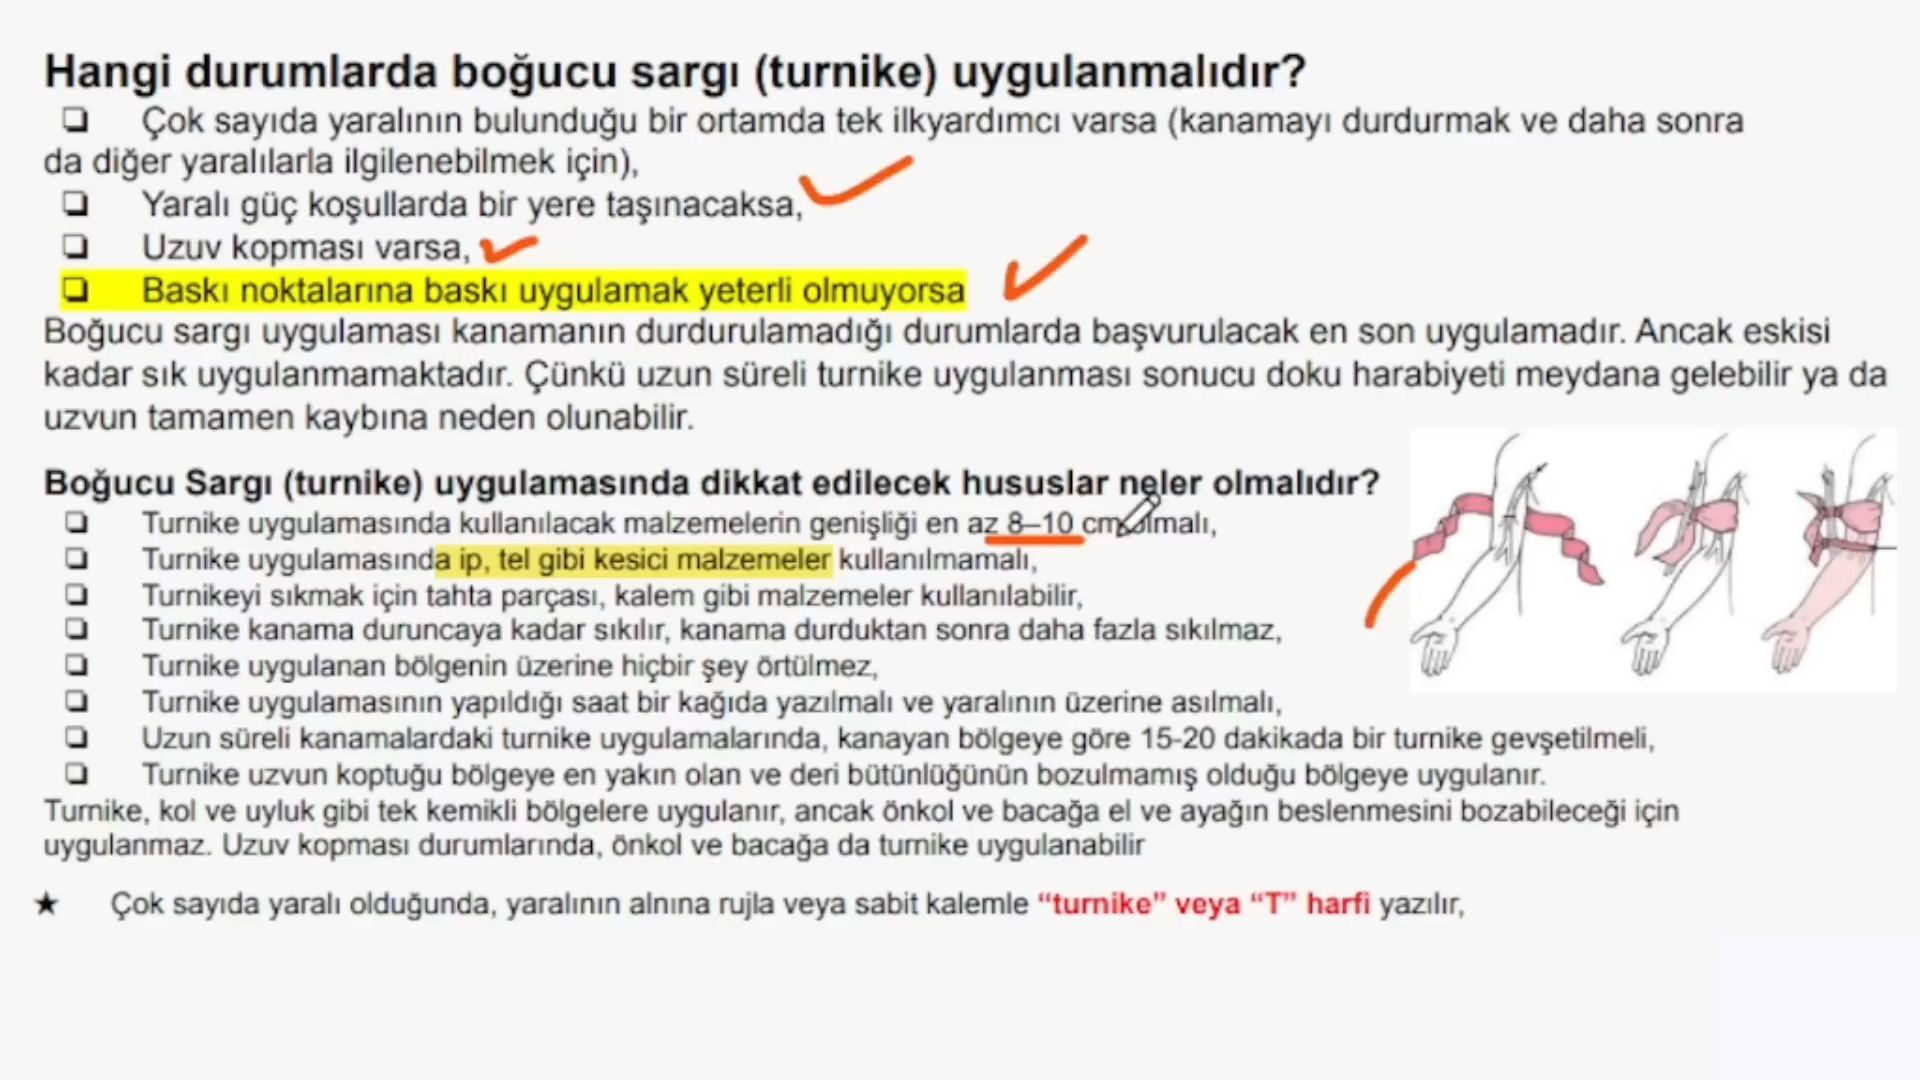 Hangi durumlarda boğucu sargı (turnike) uygulanmalıdır?
❑ Çok sayıda yaralının bulunduğu bir ortamda tek ilkyardımcı varsa (kanamayı durdurmak ve daha sonra
da diğer yaralılarla ilgilenebilmek için),
❑ Yaralı güç koşullarda bir yere taşınacaksa,
❑ Uzuv kopması varsa,
❑ Baskı noktalarına baskı uygulamak yeterli olmuyorsa
Boğucu sargı uygulaması kanamanın durdurulamadığı durumlarda başvurulacak en son uygulamadır. Ancak eskisi
kadar sık uygulanmamaktadır. Çünkü uzun süreli turnike uygulanması sonucu doku harabiyeti meydana gelebilir ya da
uzvun tamamen kaybına neden olunabilir.
Boğucu Sargı (turnike) uygulamasında dikkat edilecek hususlar neler olmalıdır?
❑ Turnike uygulamasında kullanılacak malzemelerin genişliği en az 8–10 cm olmalı,
❑ Turnike uygulamasında ip, tel gibi kesici malzemeler kullanılmamalı,
❑ Turnikeyi sıkmak için tahta parçası, kalem gibi malzemeler kullanılabilir,
❑ Turnike kanama duruncaya kadar sıkılır, kanama durduktan sonra daha fazla sıkılmaz,
❑ Turnike uygulanan bölgenin üzerine hiçbir şey örtülmez,
❑ Turnike uygulamasının yapıldığı saat bir kağıda yazılmalı ve yaralının üzerine asılmalı,
❑ Uzun süreli kanamalardaki turnike uygulamalarında, kanayan bölgeye göre 15-20 dakikada bir turnike gevşetilmeli,
❑ Turnike uzvun koptuğu bölgeye en yakın olan ve deri bütünlüğünün bozulmamış olduğu bölgeye uygulanır.
Turnike, kol ve uyluk gibi tek kemikli bölgelere uygulanır, ancak önkol ve bacağa el ve ayağın beslenmesini bozabileceği için
uygulanmaz. Uzuv kopması durumlarında, önkol ve bacağa da turnike uygulanabilir
★ Çok sayıda yaralı olduğunda, yaralının alnına rujla veya sabit kalemle “turnike” veya “T” harfi yazılır,